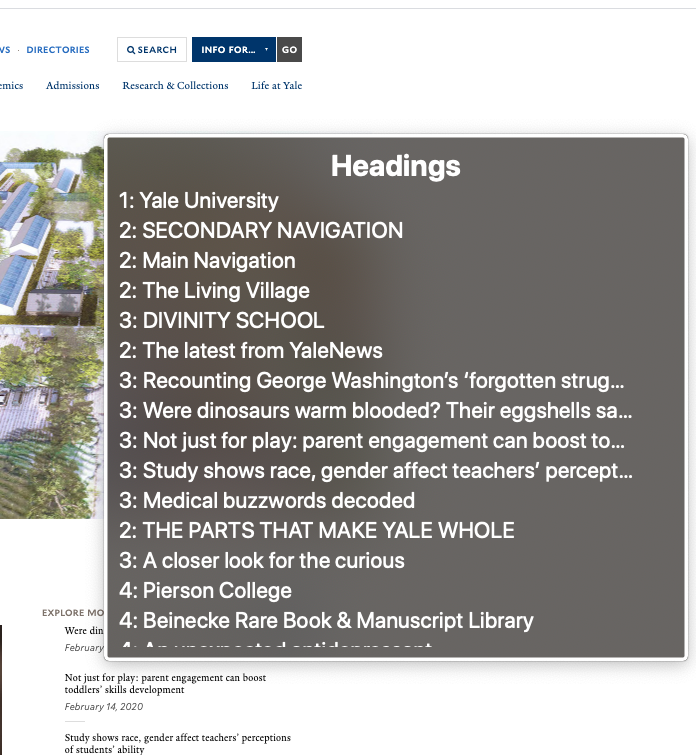 WS · DIRECTORIES
SEARCH
INFO FOR...
GO
emics
Admissions
Research & Collections
Life at Yale
Headings
1: Yale University
2: SECONDARY NAVIGATION
2: Main Navigation
2: The Living Village
3: DIVINITY SCHOOL
2: The latest from YaleNews
3: Recounting George Washington’s ‘forgotten strug...
3: Were dinosaurs warm blooded? Their eggshells sa...
3: Not just for play: parent engagement can boost to...
3: Study shows race, gender affect teachers’ percept...
3: Medical buzzwords decoded
2: THE PARTS THAT MAKE YALE WHOLE
3: A closer look for the curious
4: Pierson College
4: Beinecke Rare Book & Manuscript Library
4: An unexpected antidepressant
EXPLORE MO
Were din
February
Not just for play: parent engagement can boost
toddlers’ skills development
February 14, 2020
Study shows race, gender affect teachers’ perceptions
of students’ ability